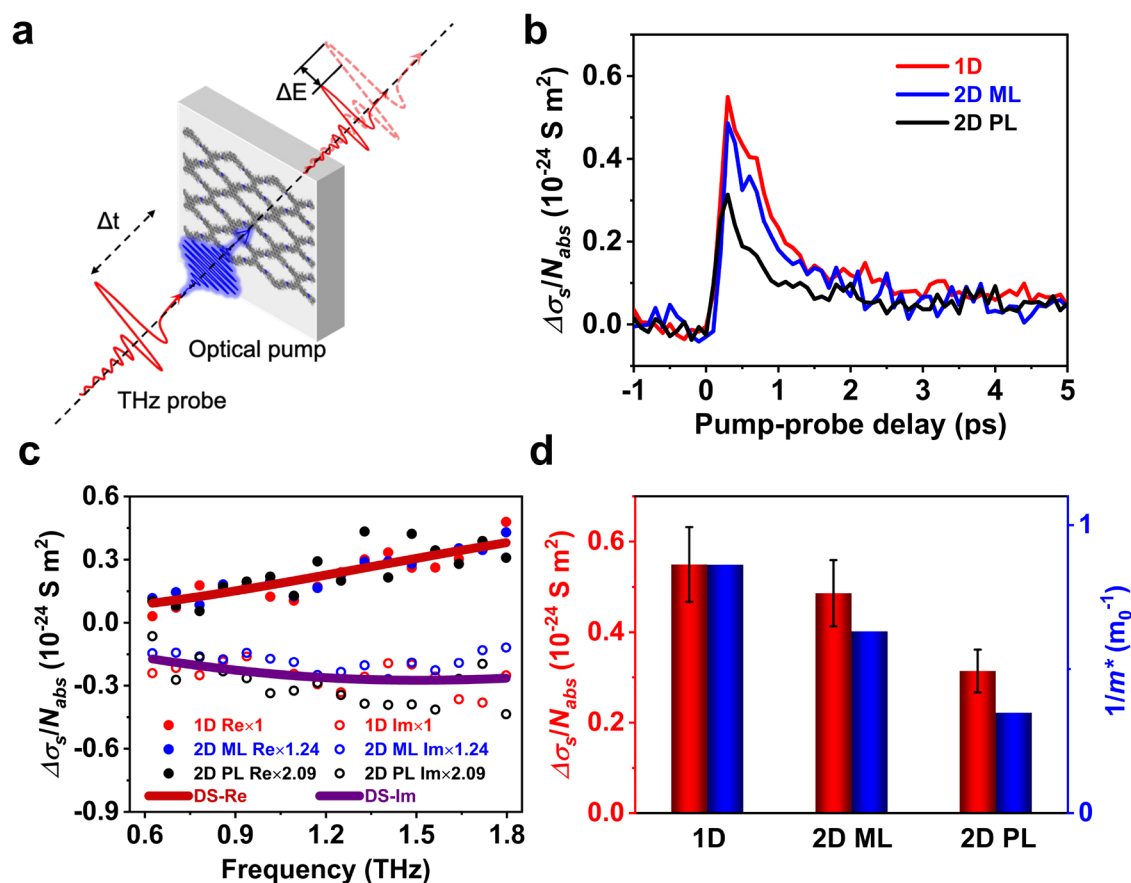 a
ΔE
Δt
Optical pump
THz probe
b
Δσs/Nabs (10-24 S m2)
0.6
0.4
0.2
0.0
1D
2D ML
2D PL
-1 0 1 2 3 4 5
Pump-probe delay (ps)
c
Δσs/Nabs (10-24 S m2)
0.6
0.3
0.0
-0.3
-0.6
-0.9
1D Re×1 1D Im×1
2D ML Re×1.24 2D ML Im×1.24
2D PL Re×2.09 2D PL Im×2.09
DS-Re DS-Im
0.6 0.9 1.2 1.5 1.8
Frequency (THz)
d
Δσs/Nabs (10-24 S m2)
0.6
0.4
0.2
0.0
1D 2D ML 2D PL
1
0
1/m* (m0-1)